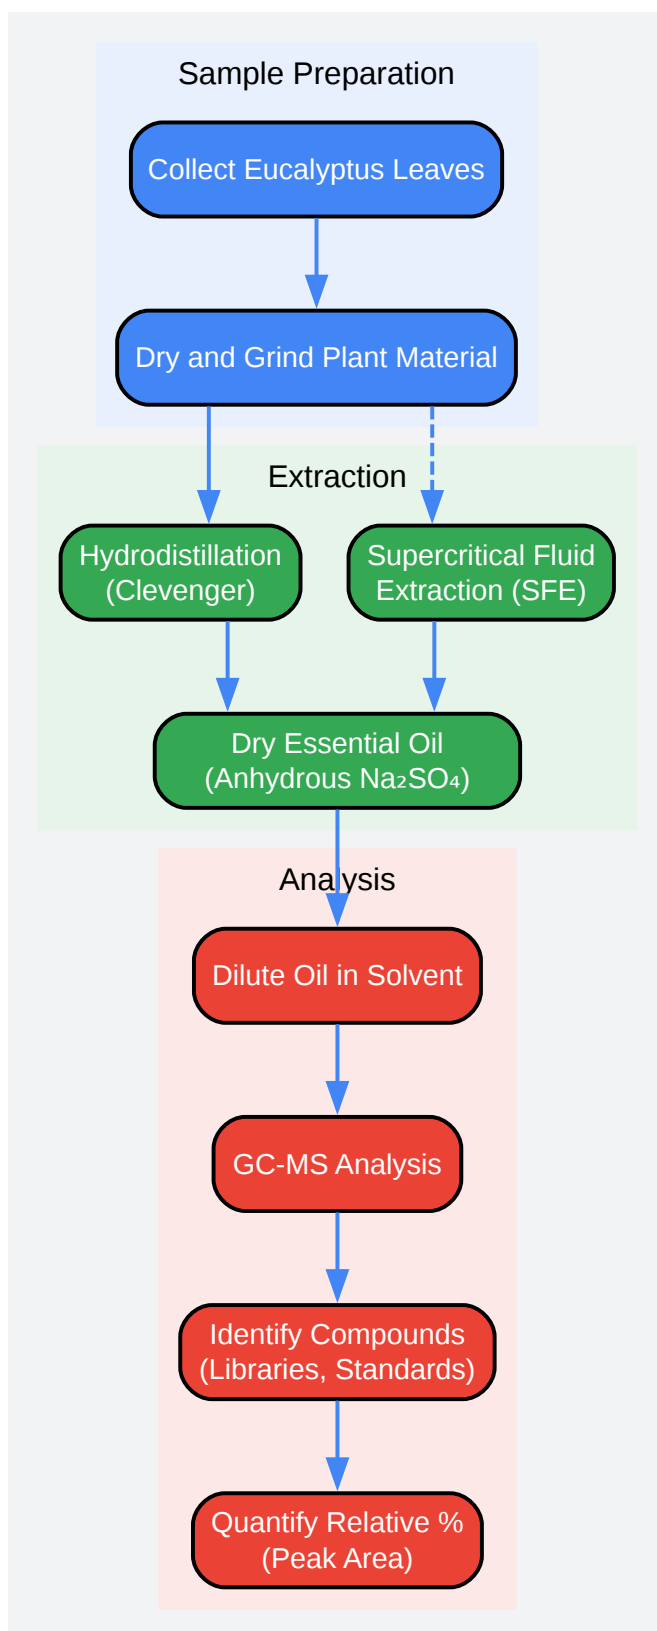 Sample Preparation
Collect Eucalyptus Leaves
Dry and Grind Plant Material
Extraction
Hydrodistillation
(Clevenger)
Supercritical Fluid
Extraction (SFE)
Dry Essential Oil
(Anhydrous Na₂SO₄)
Analysis
Dilute Oil in Solvent
GC-MS Analysis
Identify Compounds
(Libraries, Standards)
Quantify Relative %
(Peak Area)